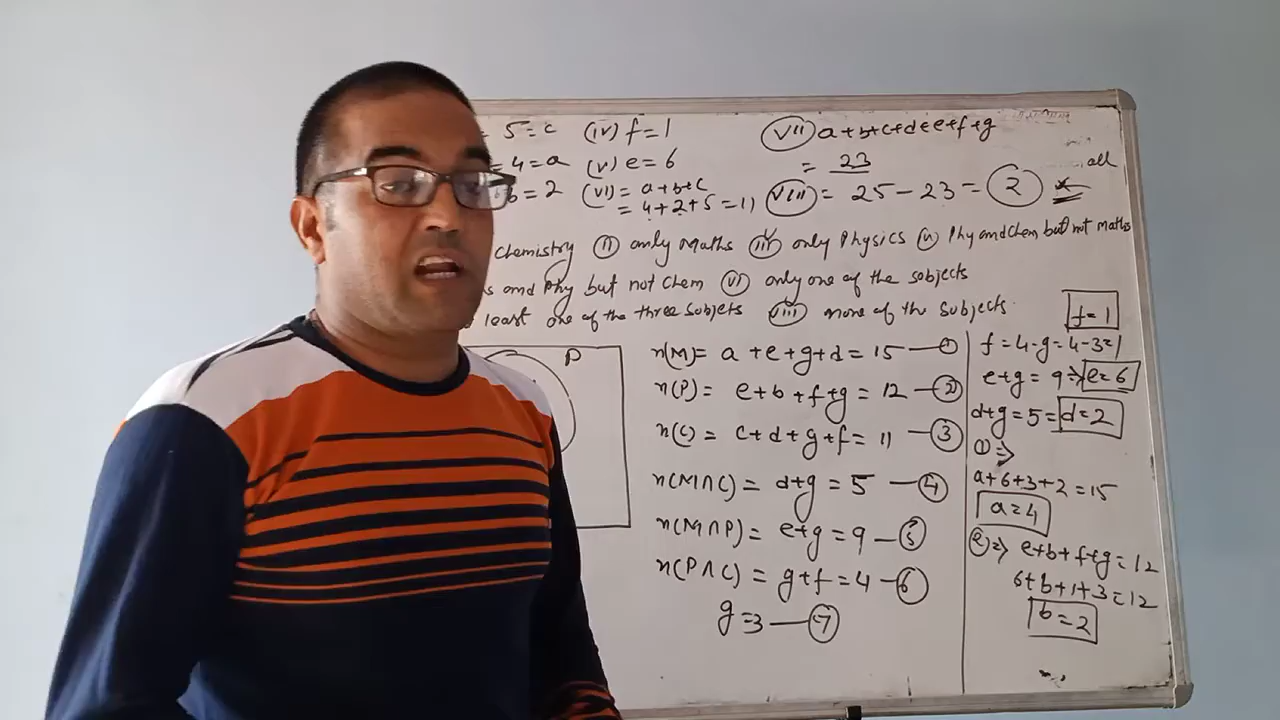 = 5 = c (iv) f = 1 (VII) a+b+c+d+e+f+g
= 4 = a (v) e = 6 = 23
b = 2 (vi) = a+b+c (VIII) = 25 - 23 = (2) all
= 4+2+5 = 11
chemistry (ii) only Maths (iii) only Physics (v) Phy and Chem but not maths
s and Phy but not Chem (vi) only one of the subjects
least one of the three subjets (viii) none of the subjects.
P
n(M) = a + e + g + d = 15 — (1)
n(P) = e + b + f + g = 12 — (2)
n(C) = c + d + g + f = 11 — (3)
n(M∩C) = d+g = 5 — (4)
n(M∩P) = e+g = 9 — (5)
n(P∩C) = g+f = 4 — (6)
g = 3 — (7)
f = 1
f = 4-g = 4-3 = 1
e+g = 9 => e = 6
d+g = 5 = d = 2
(1) =>
a+6+3+2 = 15
a = 4
(2) => e+b+f+g = 12
6+b+1+3 = 12
b = 2